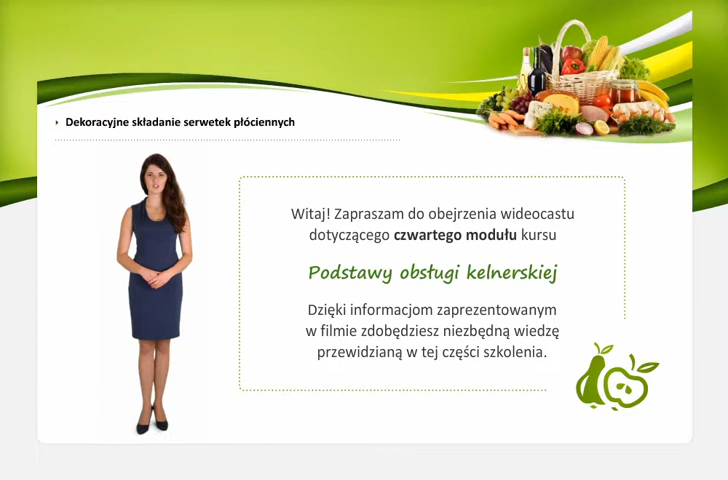 Dekoracyjne składanie serwetek płóciennych
Witaj! Zapraszam do obejrzenia wideocastu
dotyczącego czwartego modułu kursu
Podstawy obsługi kelnerskiej
Dzięki informacjom zaprezentowanym
w filmie zdobędziesz niezbędną wiedzę
przewidzianą w tej części szkolenia.